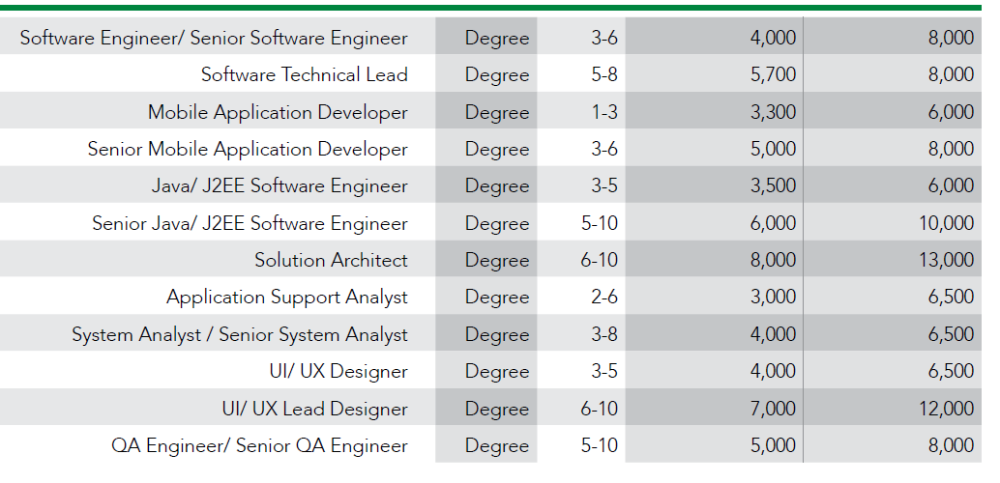 Software Engineer/ Senior Software Engineer Degree 3-6 4,000 8,000
Software Technical Lead Degree 5-8 5,700 8,000
Mobile Application Developer Degree 1-3 3,300 6,000
Senior Mobile Application Developer Degree 3-6 5,000 8,000
Java/ J2EE Software Engineer Degree 3-5 3,500 6,000
Senior Java/ J2EE Software Engineer Degree 5-10 6,000 10,000
Solution Architect Degree 6-10 8,000 13,000
Application Support Analyst Degree 2-6 3,000 6,500
System Analyst / Senior System Analyst Degree 3-8 4,000 6,500
UI/ UX Designer Degree 3-5 4,000 6,500
UI/ UX Lead Designer Degree 6-10 7,000 12,000
QA Engineer/ Senior QA Engineer Degree 5-10 5,000 8,000